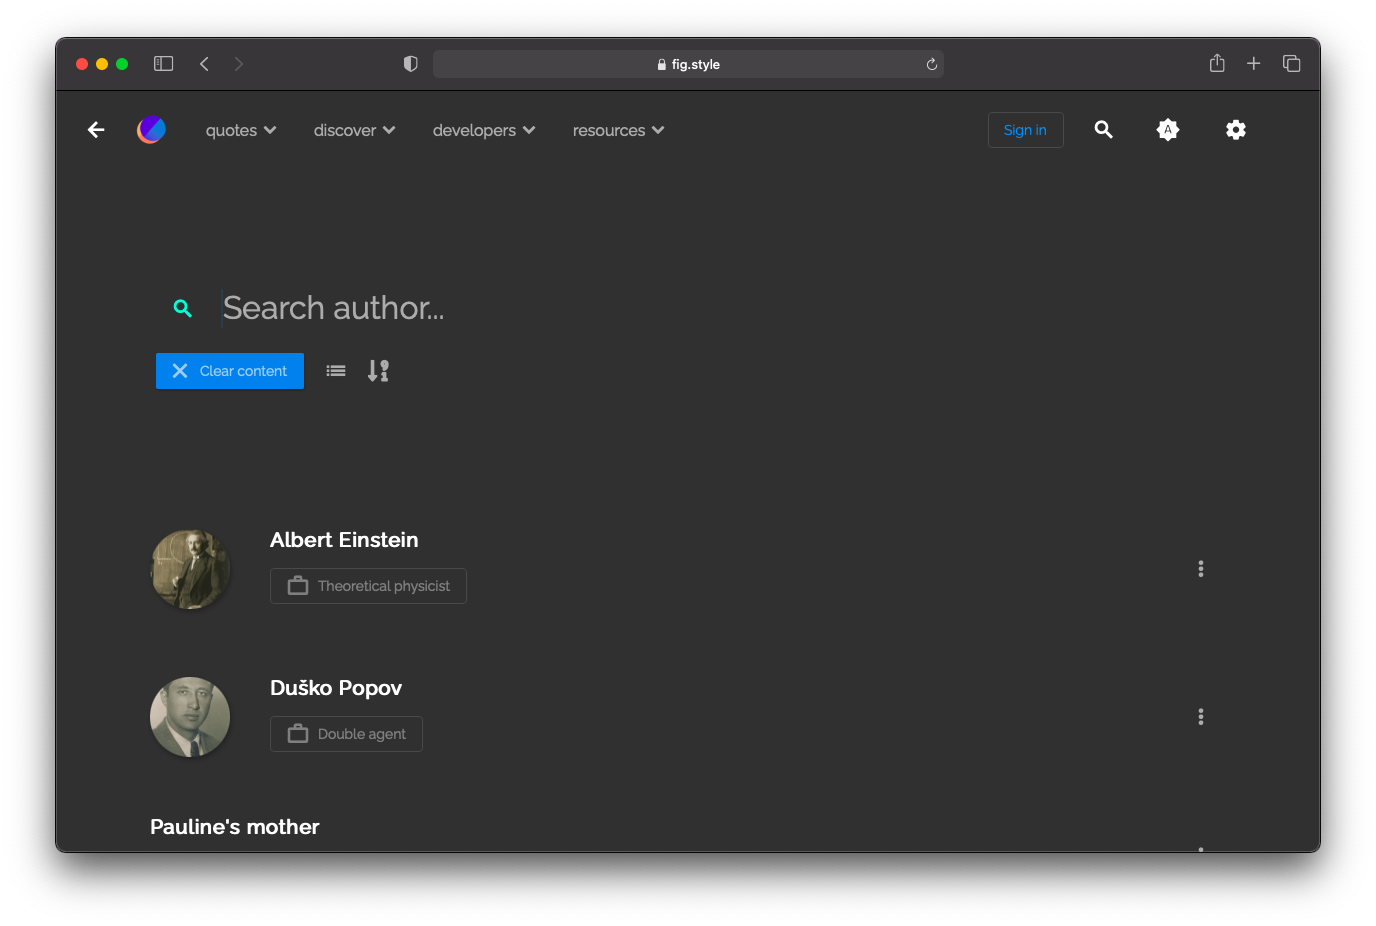 fig.style
quotes discover developers resources Sign in A
Search author...
Clear content
Albert Einstein
Theoretical physicist
Duško Popov
Double agent
Pauline's mother